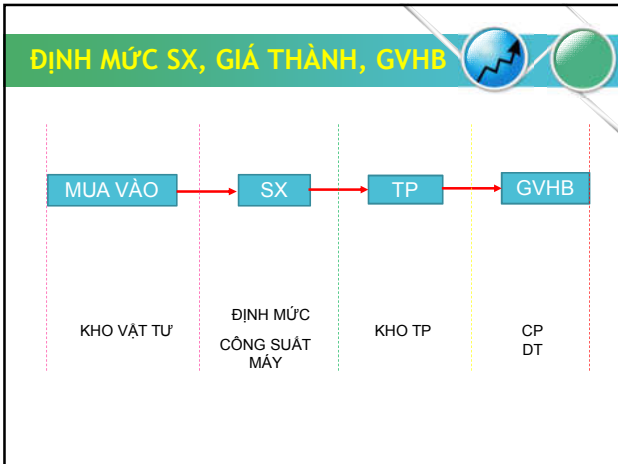 ĐỊNH MỨC SX, GIÁ THÀNH, GVHB
MUA VÀO
SX
TP
GVHB
KHO VẬT TƯ
ĐỊNH MỨC
CÔNG SUẤT
MÁY
KHO TP
CP
DT